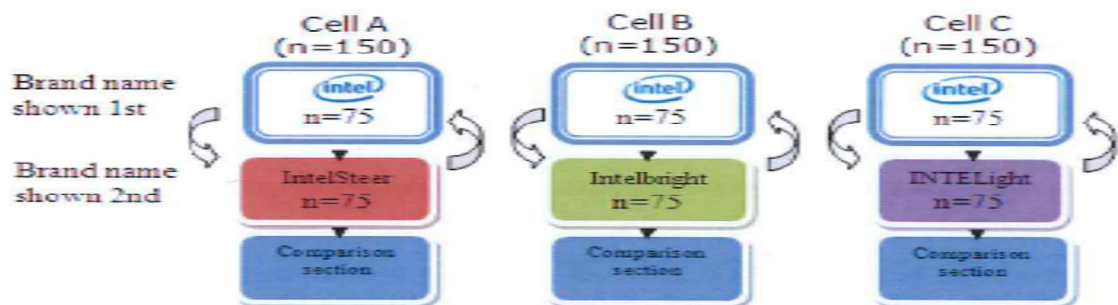 Cell A
(n=150)
Cell B
(n=150)
Cell C
(n=150)
Brand name
shown 1st
intel
n=75
intel
n=75
intel
n=75
Brand name
shown 2nd
IntelSteer
n=75
Intelbright
n=75
INTELight
n=75
Comparison
section
Comparison
section
Comparison
section